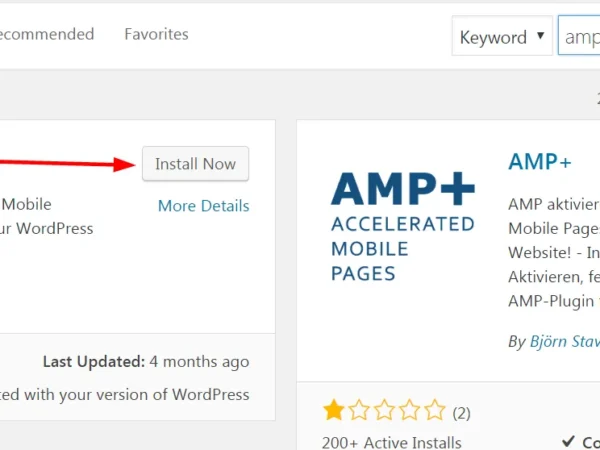 ecommended Favorites Keyword ▼ amp
Install Now
More Details
Mobile
ur WordPress
Last Updated: 4 months ago
ted with your version of WordPress
AMP+
ACCELERATED
MOBILE
PAGES
AMP+
AMP aktivier
Mobile Page
Website! - In
Aktivieren, fe
AMP-Plugin
By Björn Stav
(2)
200+ Active Installs
Co